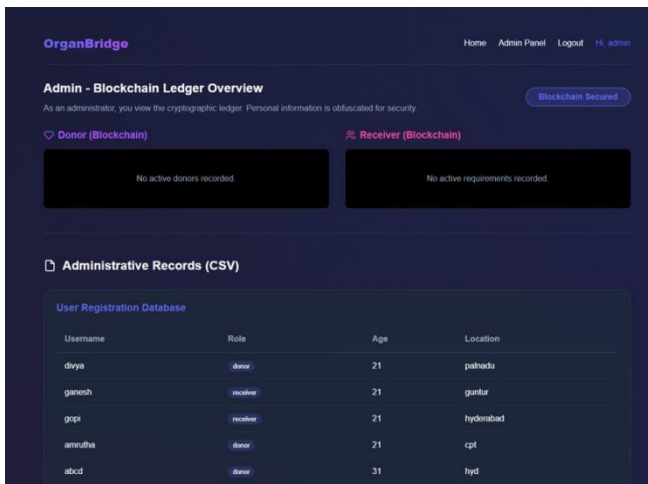 OrganBridge
Home Admin Panel Logout Hi, admin
Admin - Blockchain Ledger Overview
As an administrator, you view the cryptographic ledger. Personal information is obfuscated for security.
Blockchain Secured
Donor (Blockchain)
Receiver (Blockchain)
No active donors recorded.
No active requirements recorded.
Administrative Records (CSV)
User Registration Database
Username Role Age Location
divya donor 21 palnadu
ganesh receiver 21 guntur
gopi receiver 21 hyderabad
amrutha donor 21 cpt
abcd donor 31 hyd